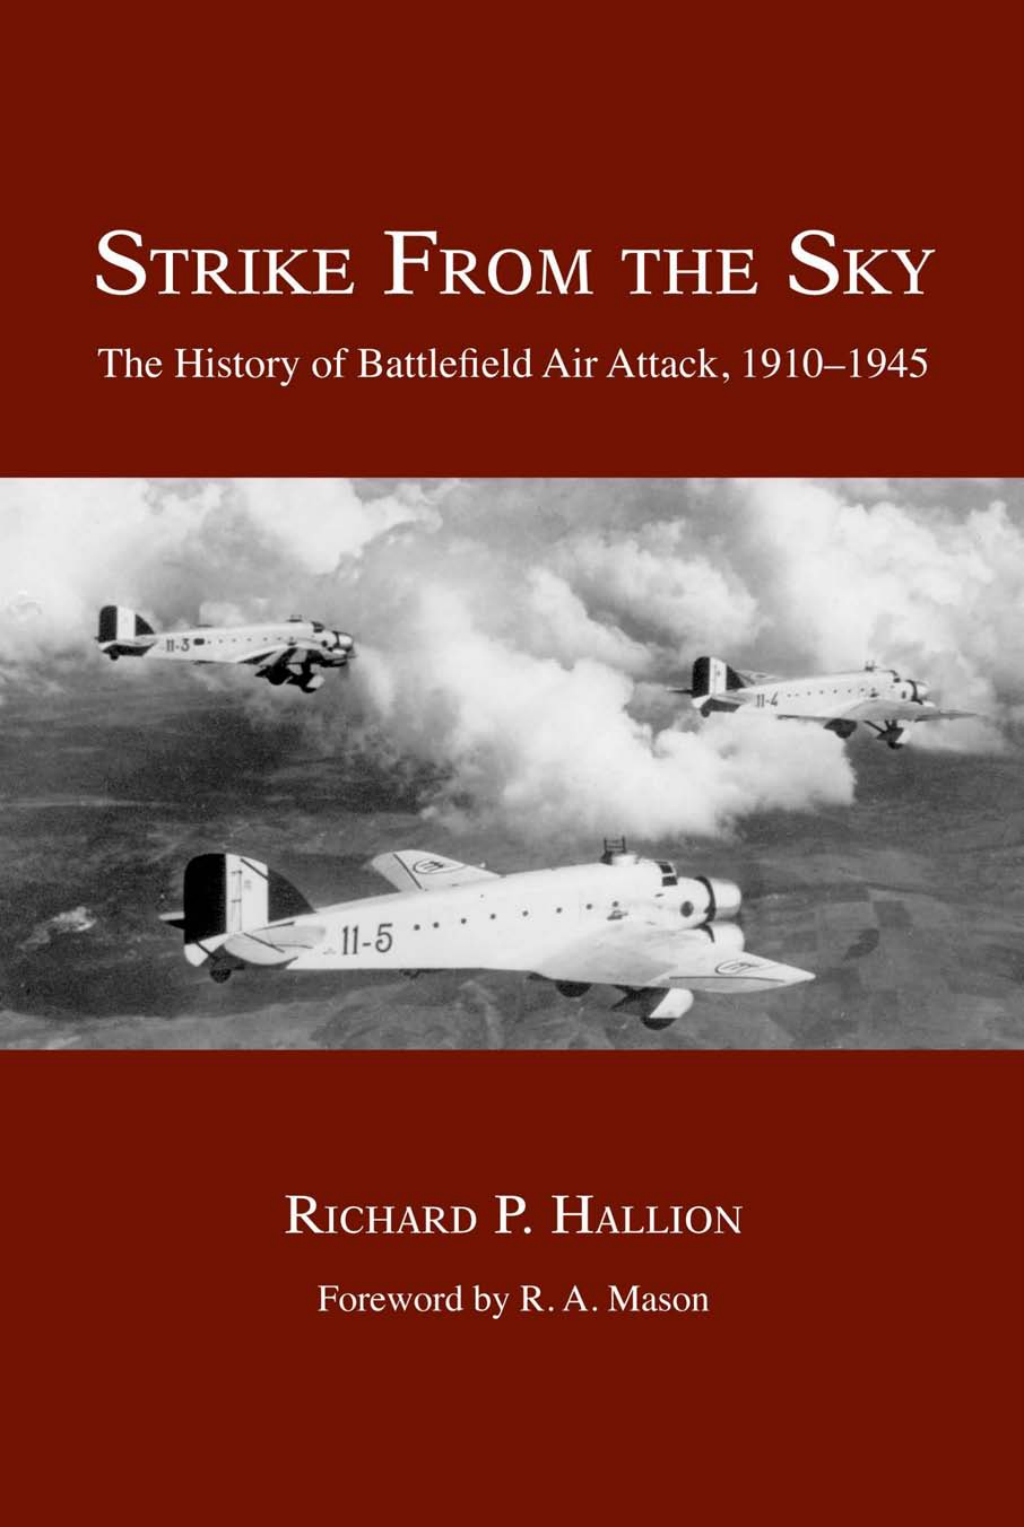 STRIKE FROM THE SKY
The History of Battlefield Air Attack, 1910–1945
11-3
11-4
11-5
RICHARD P. HALLION
Foreword by R. A. Mason